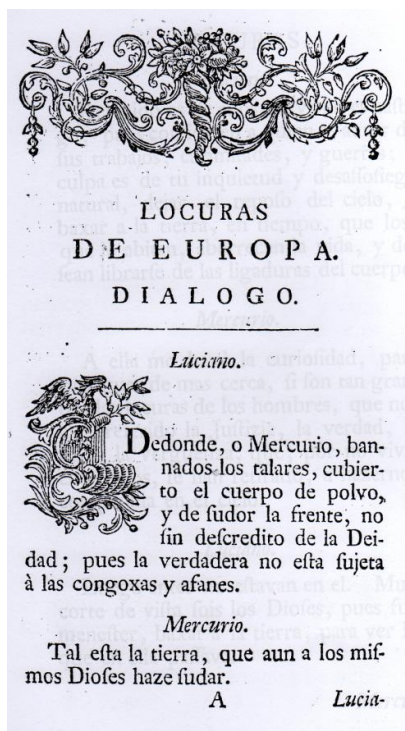 LOCURAS
DE EUROPA.
DIALOGO.
Luciano.
Dedonde, o Mercurio, ban-
nados los talares, cubier-
to el cuerpo de polvo,
y de ſudor la frente, no
ſin deſcredito de la Dei-
dad; pues la verdadera no eſta ſujeta
à las congoxas y afanes.
Mercurio.
Tal eſta la tierra, que aun a los miſ-
mos Dioſes haze ſudar.
A Lucia-